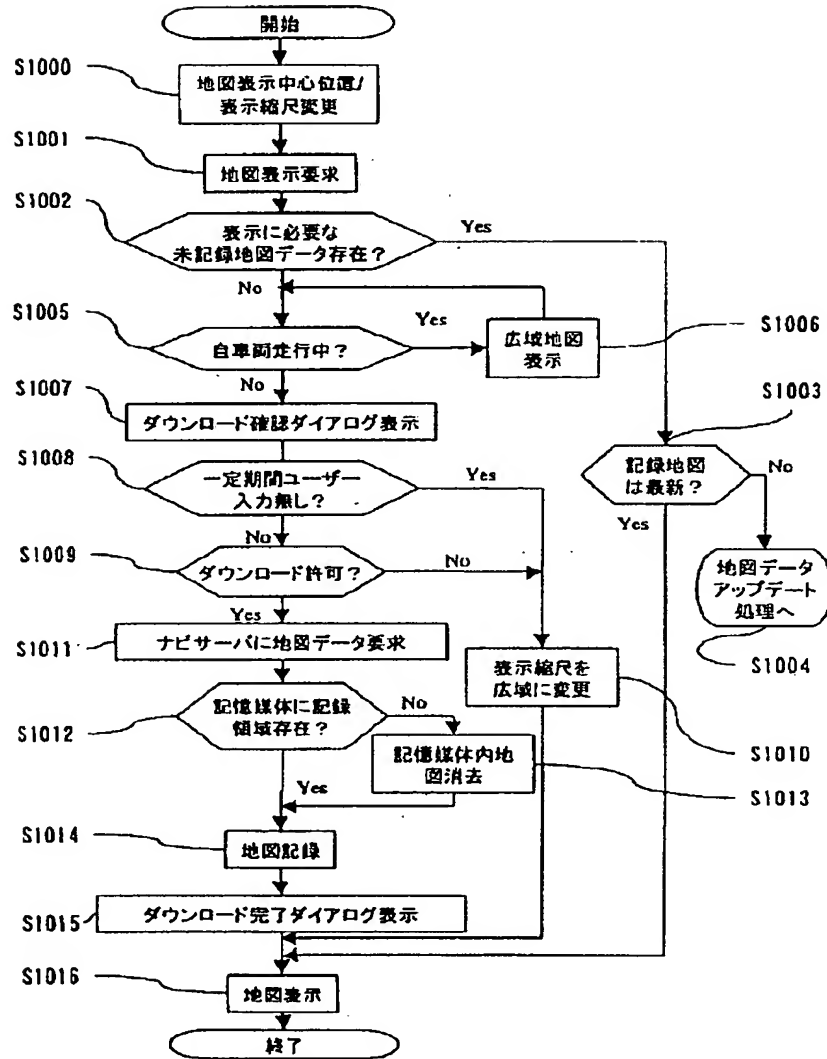 開始
S1000
地図表示中心位置/
表示縮尺変更
S1001
地図表示要求
S1002
表示に必要な
未記録地図データ存在？
Yes
No
S1005
自車両走行中？
Yes
広域地図
表示
S1006
No
S1007
ダウンロード確認ダイアログ表示
S1003
記録地図
は最新？
No
Yes
S1008
一定期間ユーザー
入力無し？
Yes
No
S1009
ダウンロード許可？
No
Yes
地図データ
アップデート
処理へ
S1004
S1011
ナビサーバに地図データ要求
表示縮尺を
広域に変更
S1010
S1012
記憶媒体に記録
領域存在？
No
Yes
記憶媒体内地
図消去
S1013
S1014
地図記録
S1015
ダウンロード完了ダイアログ表示
S1016
地図表示
終了